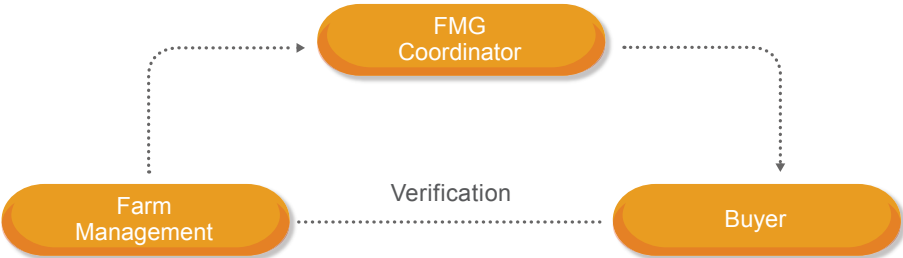 FMG
Coordinator
Verification
Farm
Management
Buyer